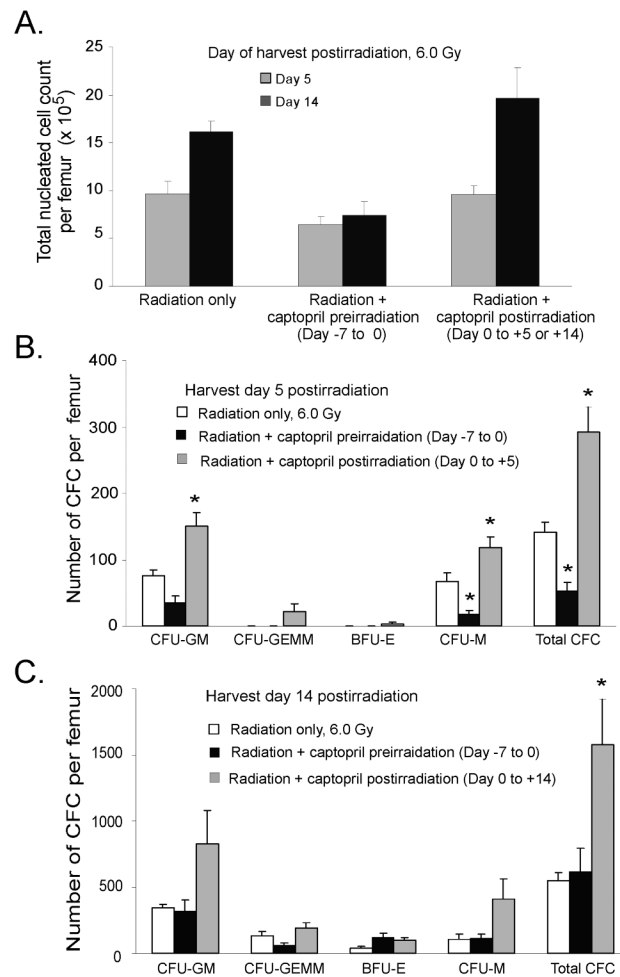 A.
Day of harvest postirradiation, 6.0 Gy
Day 5
Day 14
Total nucleated cell count
per femur (x 10⁵)
25
20
15
10
5
0
Radiation only
Radiation +
captopril preirradiation
(Day -7 to 0)
Radiation +
captopril postirradiation
(Day 0 to +5 or +14)
B.
Harvest day 5 postirradiation
Radiation only, 6.0 Gy
Radiation + captopril preirraidation (Day -7 to 0)
Radiation + captopril postirradiation (Day 0 to +5)
Number of CFC per femur
400
300
200
100
0
*
*
*
*
*
CFU-GM
CFU-GEMM
BFU-E
CFU-M
Total CFC
C.
Harvest day 14 postirradiation
Radiation only, 6.0 Gy
Radiation + captopril preirraidation (Day -7 to 0)
Radiation + captopril postirradiation (Day 0 to +14)
Number of CFC per femur
2000
1500
1000
500
0
*
CFU-GM
CFU-GEMM
BFU-E
CFU-M
Total CFC